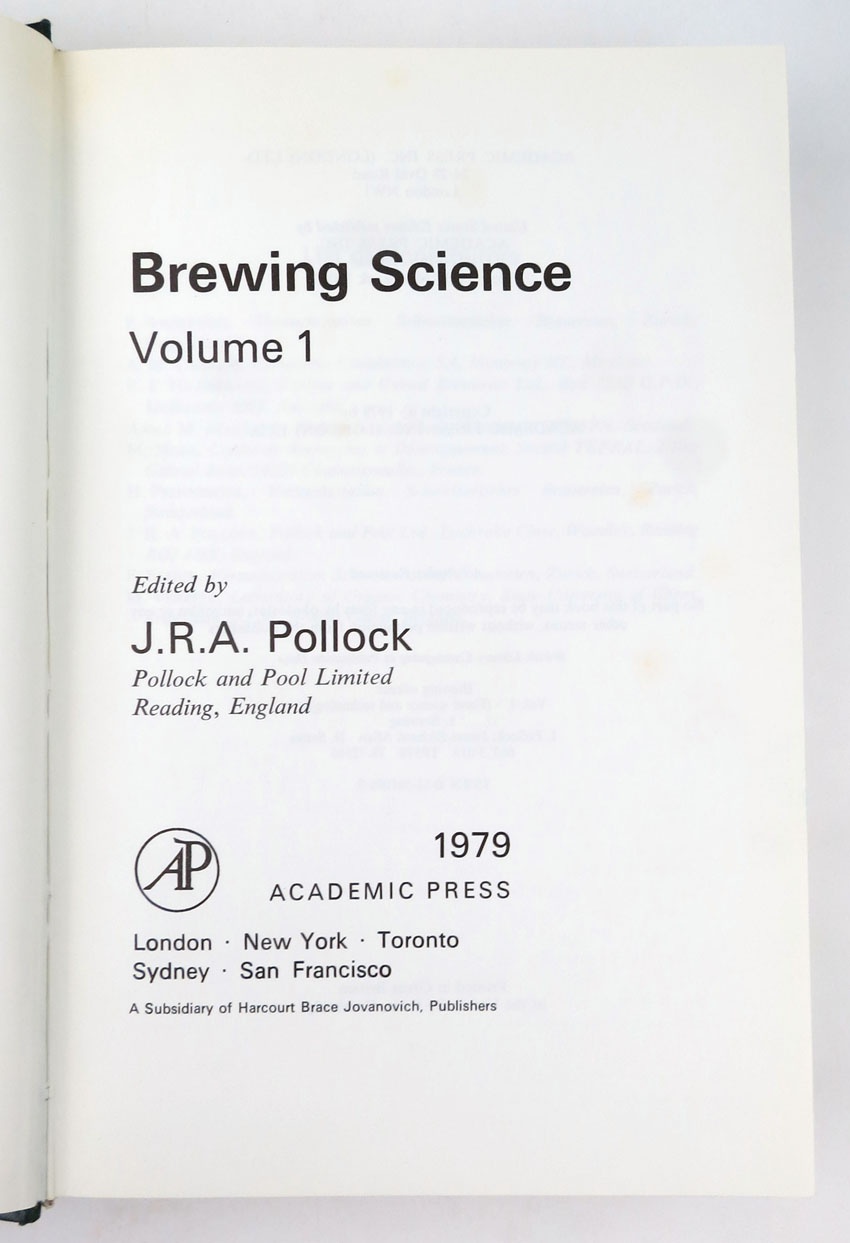 Brewing Science
Volume 1
Edited by
J.R.A. Pollock
Pollock and Pool Limited
Reading, England
AP
1979
ACADEMIC PRESS
London · New York · Toronto
Sydney · San Francisco
A Subsidiary of Harcourt Brace Jovanovich, Publishers